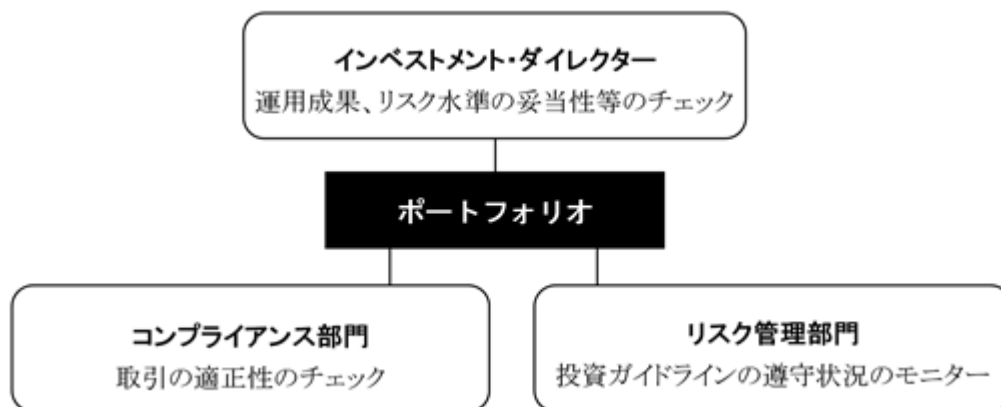 インベストメント・ダイレクター
運用成果、リスク水準の妥当性等のチェック
ポートフォリオ
コンプライアンス部門
取引の適正性のチェック
リスク管理部門
投資ガイドラインの遵守状況のモニター